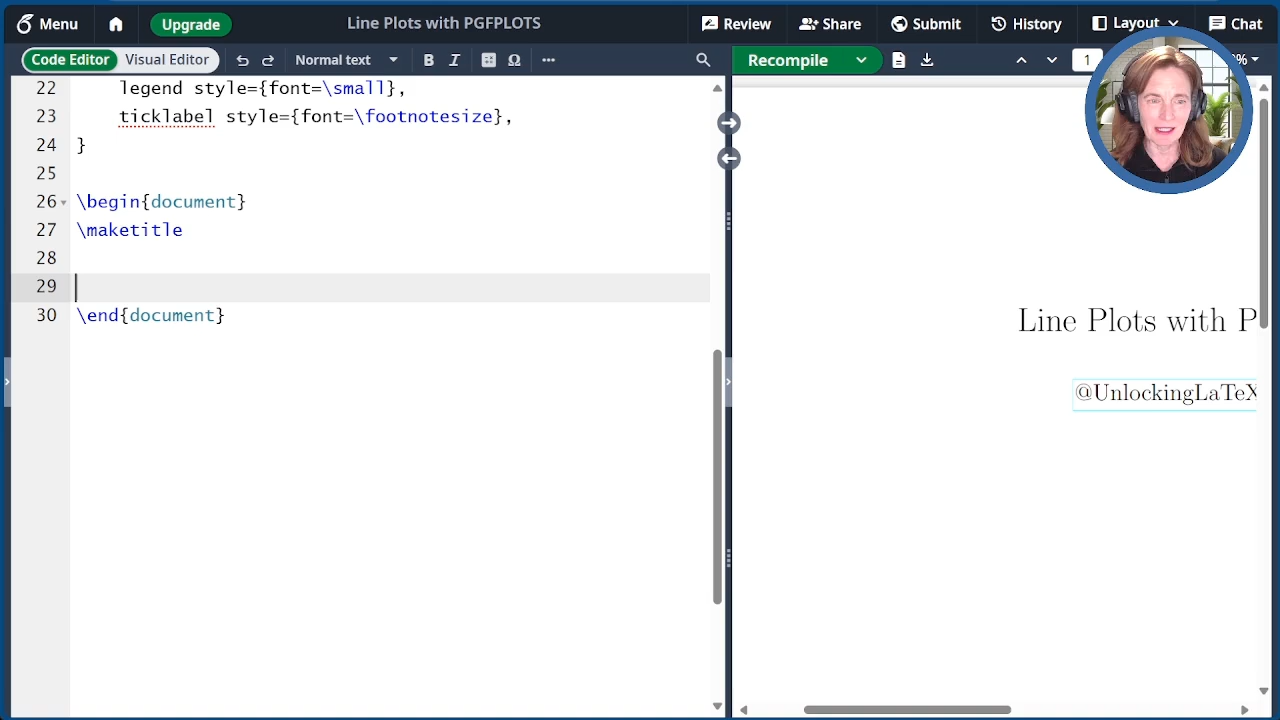 Menu
Upgrade
Line Plots with PGFPLOTS
Review
Share
Submit
History
Layout
Chat
Code Editor
Visual Editor
Normal text
B
I
Ω
Recompile
1
%
22 legend style={font=\small},
23 ticklabel style={font=\footnotesize},
24 }
25
26 \begin{document}
27 \maketitle
28
29
30 \end{document}
Line Plots with P
@UnlockingLaTeX